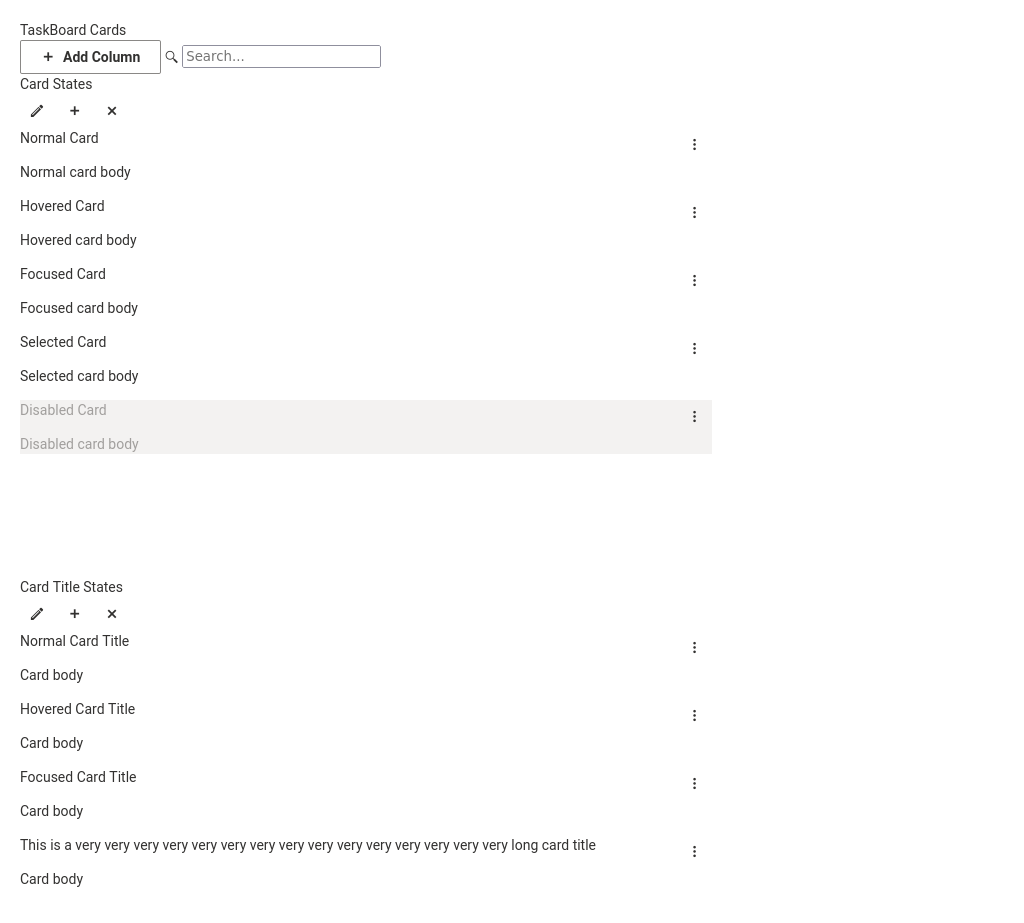 TaskBoard Cards
Add Column Search...
Card States
Normal Card
Normal card body
Hovered Card
Hovered card body
Focused Card
Focused card body
Selected Card
Selected card body
Disabled Card
Disabled card body
Card Title States
Normal Card Title
Card body
Hovered Card Title
Card body
Focused Card Title
Card body
This is a very very very very very very very very very very very very very very very long card title
Card body